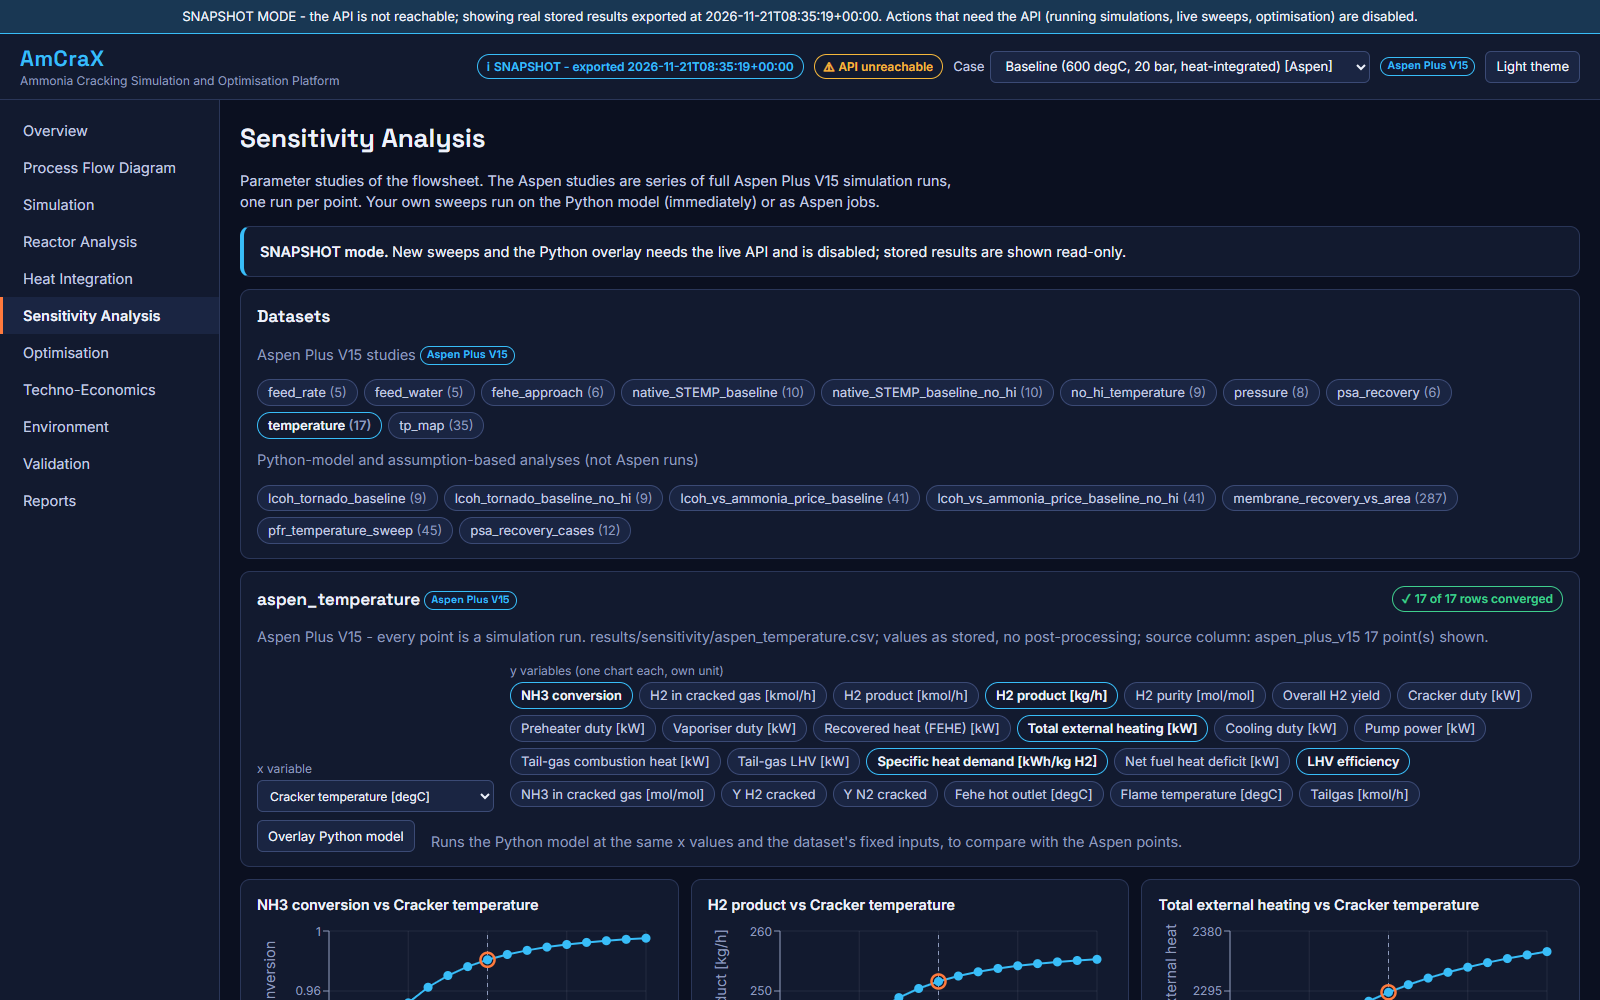 SNAPSHOT MODE - the API is not reachable; showing real stored results exported at 2026-11-21T08:35:19+00:00. Actions that need the API (running simulations, live sweeps, optimisation) are disabled.
AmCraX
Ammonia Cracking Simulation and Optimisation Platform
i SNAPSHOT - exported 2026-11-21T08:35:19+00:00
⚠ API unreachable
Case
Baseline (600 degC, 20 bar, heat-integrated) [Aspen]
Aspen Plus V15
Light theme
Overview
Process Flow Diagram
Simulation
Reactor Analysis
Heat Integration
Sensitivity Analysis
Optimisation
Techno-Economics
Environment
Validation
Reports
Sensitivity Analysis
Parameter studies of the flowsheet. The Aspen studies are series of full Aspen Plus V15 simulation runs,
one run per point. Your own sweeps run on the Python model (immediately) or as Aspen jobs.
SNAPSHOT mode. New sweeps and the Python overlay needs the live API and is disabled; stored results are shown read-only.
Datasets
Aspen Plus V15 studies Aspen Plus V15
feed_rate (5) feed_water (5) fehe_approach (6) native_STEMP_baseline (10) native_STEMP_baseline_no_hi (10) no_hi_temperature (9) pressure (8) psa_recovery (6)
temperature (17) tp_map (35)
Python-model and assumption-based analyses (not Aspen runs)
lcoh_tornado_baseline (9) lcoh_tornado_baseline_no_hi (9) lcoh_vs_ammonia_price_baseline (41) lcoh_vs_ammonia_price_baseline_no_hi (41) membrane_recovery_vs_area (287)
pfr_temperature_sweep (45) psa_recovery_cases (12)
aspen_temperature Aspen Plus V15
✓ 17 of 17 rows converged
Aspen Plus V15 - every point is a simulation run. results/sensitivity/aspen_temperature.csv; values as stored, no post-processing; source column: aspen_plus_v15 17 point(s) shown.
y variables (one chart each, own unit)
NH3 conversion H2 in cracked gas [kmol/h] H2 product [kmol/h] H2 product [kg/h] H2 purity [mol/mol] Overall H2 yield Cracker duty [kW]
Preheater duty [kW] Vaporiser duty [kW] Recovered heat (FEHE) [kW] Total external heating [kW] Cooling duty [kW] Pump power [kW]
Tail-gas combustion heat [kW] Tail-gas LHV [kW] Specific heat demand [kWh/kg H2] Net fuel heat deficit [kW] LHV efficiency
NH3 in cracked gas [mol/mol] Y H2 cracked Y N2 cracked Fehe hot outlet [degC] Flame temperature [degC] Tailgas [kmol/h]
x variable
Cracker temperature [degC]
Overlay Python model
Runs the Python model at the same x values and the dataset's fixed inputs, to compare with the Aspen points.
NH3 conversion vs Cracker temperature
1
0.96
H2 product vs Cracker temperature
260
250
[kg/h]
Total external heating vs Cracker temperature
2380
2295
heat